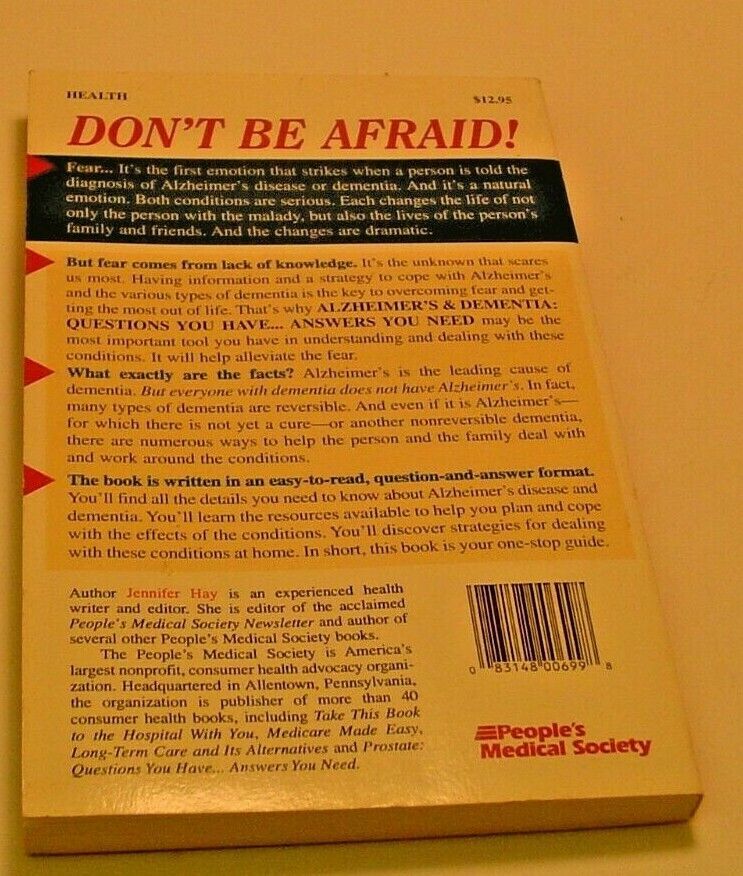 HEALTH
$12.95
DON'T BE AFRAID!
Fear... It's the first emotion that strikes when a person is told the
diagnosis of Alzheimer's disease or dementia. And it's a natural
emotion. Both conditions are serious. Each changes the life of not
only the person with the malady, but also the lives of the person's
family and friends. And the changes are dramatic.
But fear comes from lack of knowledge. It's the unknown that scares
us most. Having information and a strategy to cope with Alzheimer's
and the various types of dementia is the key to overcoming fear and get-
ting the most out of life. That's why ALZHEIMER'S & DEMENTIA:
QUESTIONS YOU HAVE... ANSWERS YOU NEED may be the
most important tool you have in understanding and dealing with these
conditions. It will help alleviate the fear.
What exactly are the facts? Alzheimer's is the leading cause of
dementia. But everyone with dementia does not have Alzheimer's. In fact,
many types of dementia are reversible. And even if it is Alzheimer's—
for which there is not yet a cure—or another nonreversible dementia,
there are numerous ways to help the person and the family deal with
and work around the conditions.
The book is written in an easy-to-read, question-and-answer format.
You'll find all the details you need to know about Alzheimer's disease and
dementia. You'll learn the resources available to help you plan and cope
with the effects of the conditions. You'll discover strategies for dealing
with these conditions at home. In short, this book is your one-stop guide.
Author Jennifer Hay is an experienced health
writer and editor. She is editor of the acclaimed
People's Medical Society Newsletter and author of
several other People's Medical Society books.
The People's Medical Society is America's
largest nonprofit, consumer health advocacy organi-
zation. Headquartered in Allentown, Pennsylvania,
the organization is publisher of more than 40
consumer health books, including Take This Book
to the Hospital With You, Medicare Made Easy,
Long-Term Care and Its Alternatives and Prostate:
Questions You Have... Answers You Need.
0 83148 00699 8
People's
Medical Society